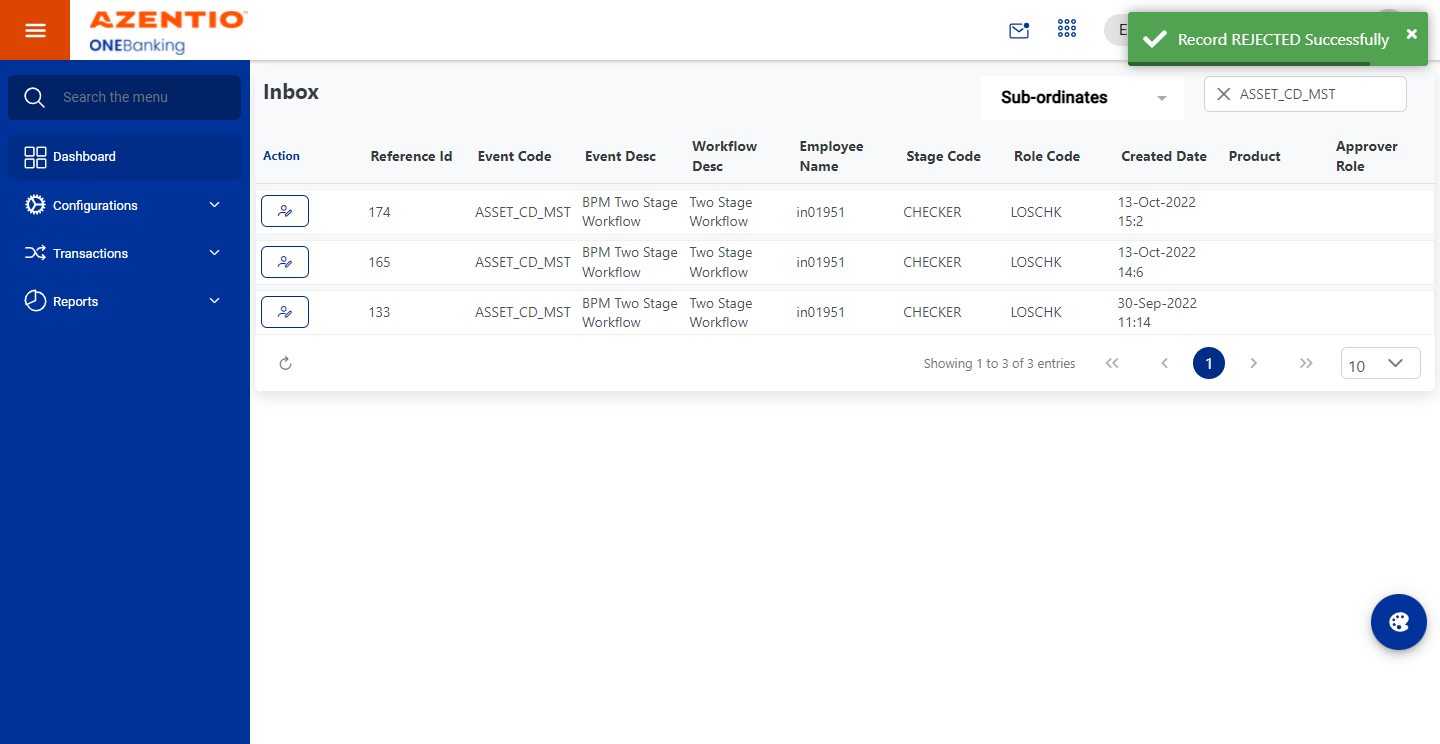 AZENTIO™
ONEBanking
E
Record REJECTED Successfully
Search the menu
Dashboard
Configurations
Transactions
Reports
Inbox
Sub-ordinates
ASSET_CD_MST
Action Reference Id Event Code Event Desc Workflow Desc Employee Name Stage Code Role Code Created Date Product Approver Role
174 ASSET_CD_MST BPM Two Stage Workflow Two Stage Workflow in01951 CHECKER LOSCHK 13-Oct-2022 15:2
165 ASSET_CD_MST BPM Two Stage Workflow Two Stage Workflow in01951 CHECKER LOSCHK 13-Oct-2022 14:6
133 ASSET_CD_MST BPM Two Stage Workflow Two Stage Workflow in01951 CHECKER LOSCHK 30-Sep-2022 11:14
Showing 1 to 3 of 3 entries 1 10